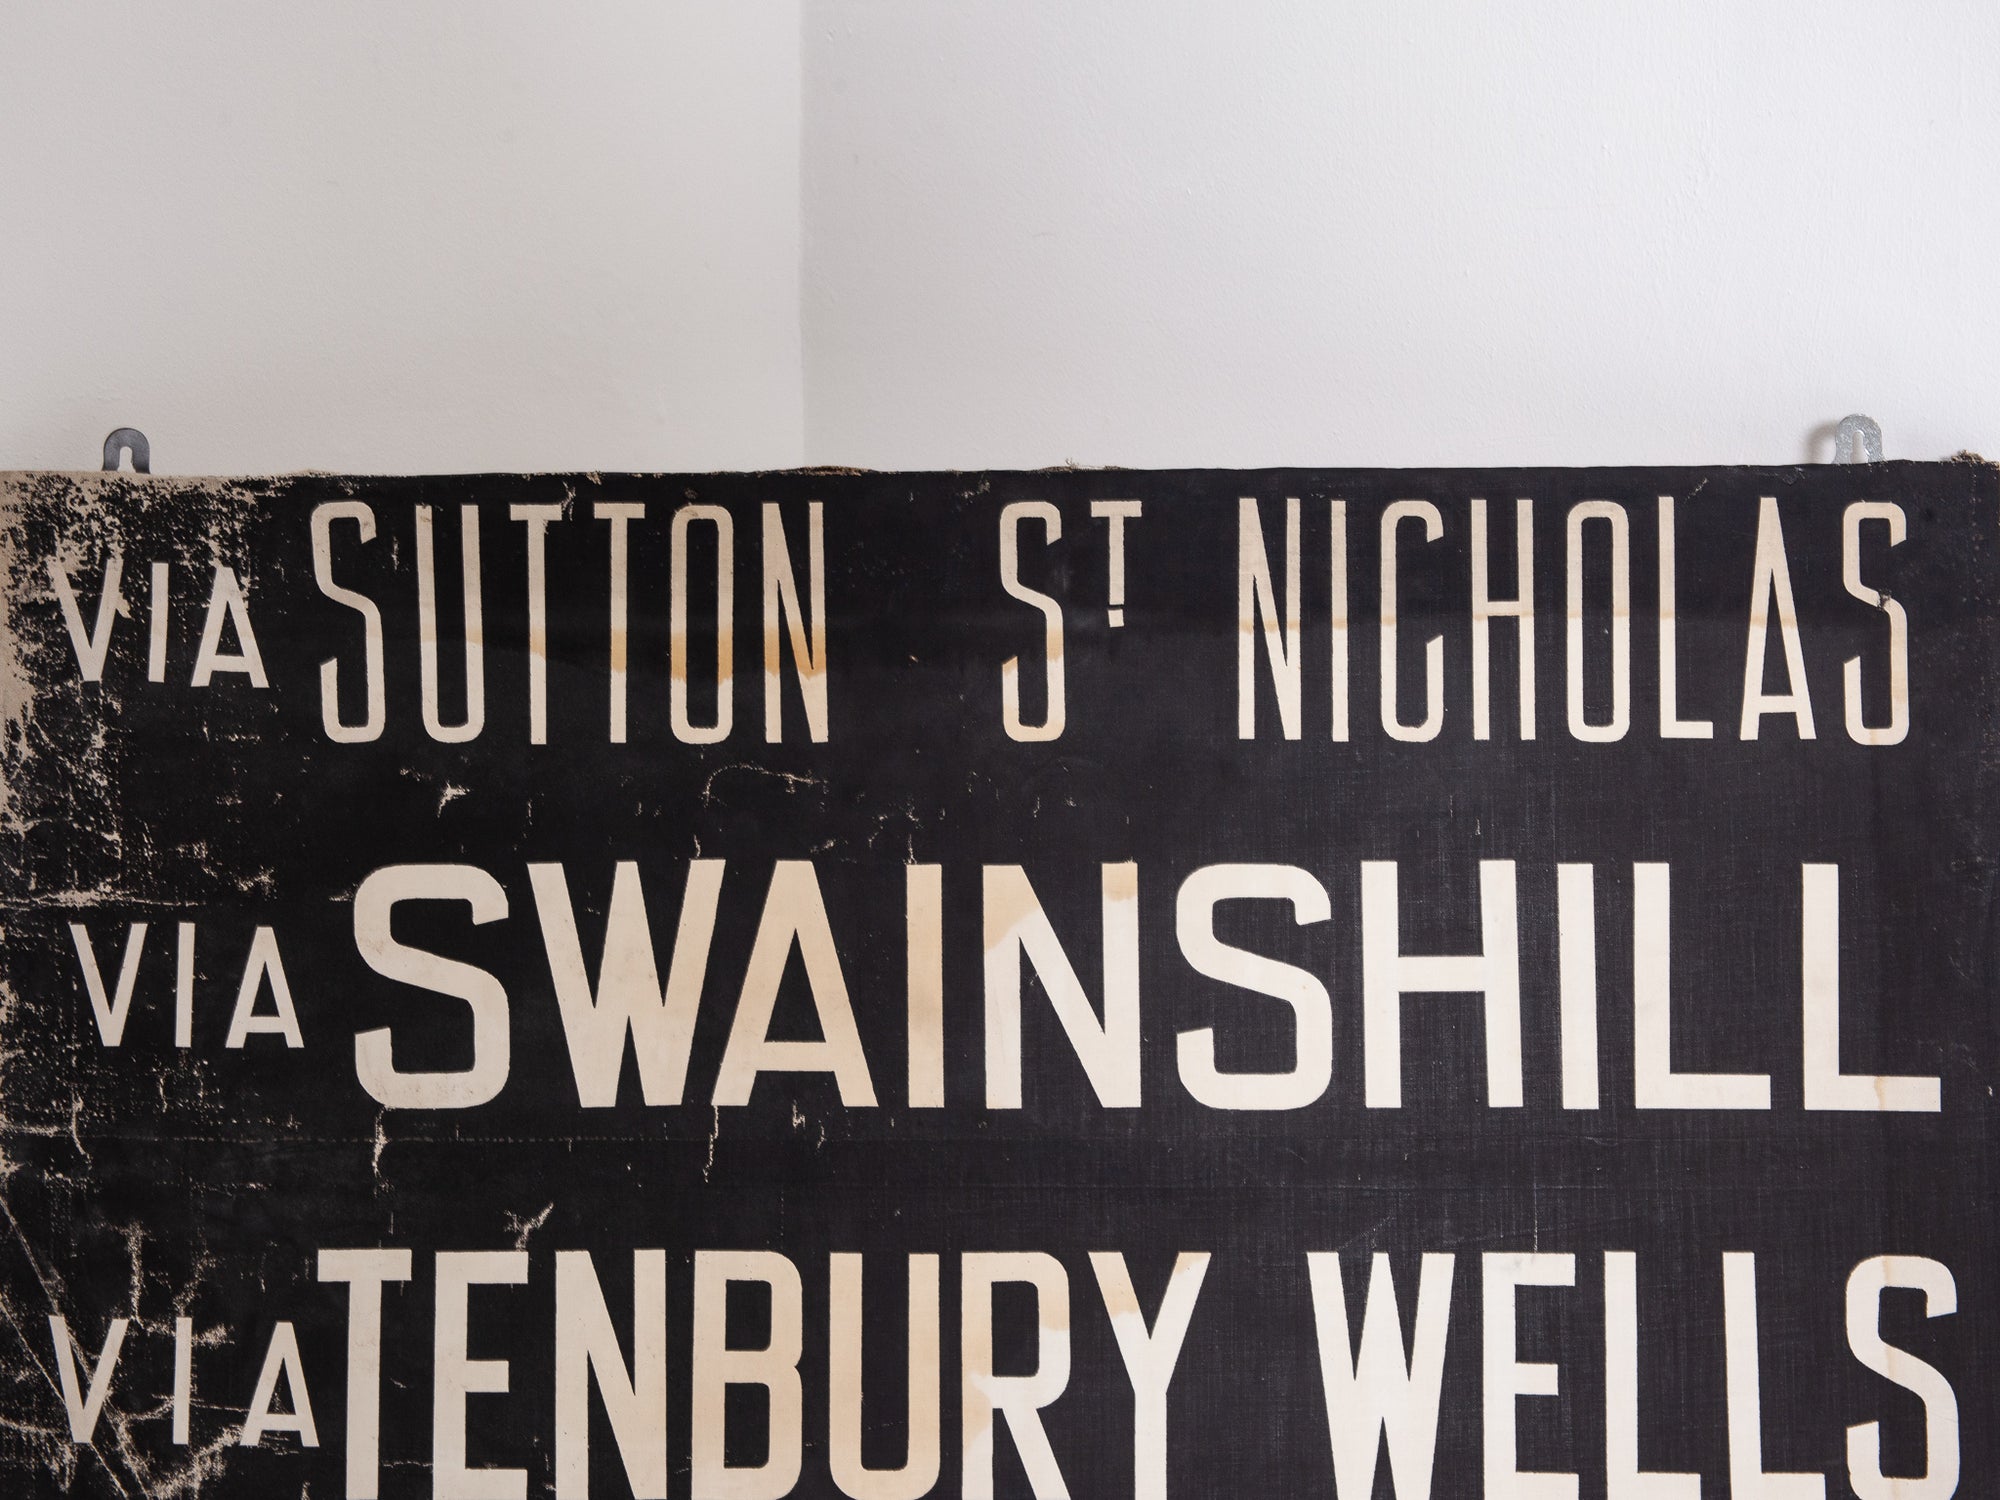 VIA SUTTON ST NICHOLAS
VIA SWAINSHILL
VIA TENBURY WELLS